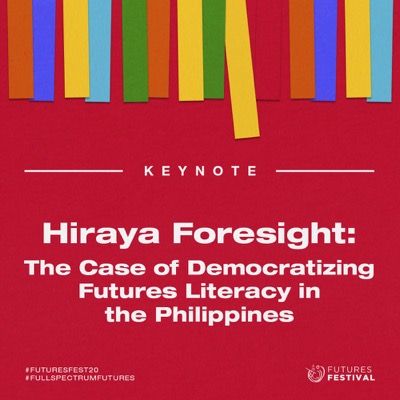 KEYNOTE
Hiraya Foresight:
The Case of Democratizing
Futures Literacy in
the Philippines
#FUTURESFEST20
#FULLSPECTRUMFUTURES
FUTURES
FESTIVAL